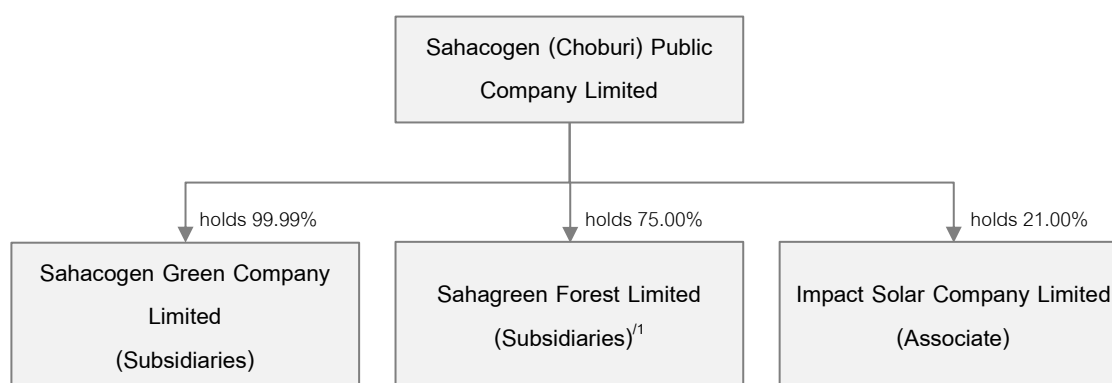 Sahacogen (Choburi) Public
Company Limited
holds 99.99%
holds 75.00%
holds 21.00%
Sahacogen Green Company
Limited
(Subsidiaries)
Sahagreen Forest Limited
(Subsidiaries)/1
Impact Solar Company Limited
(Associate)